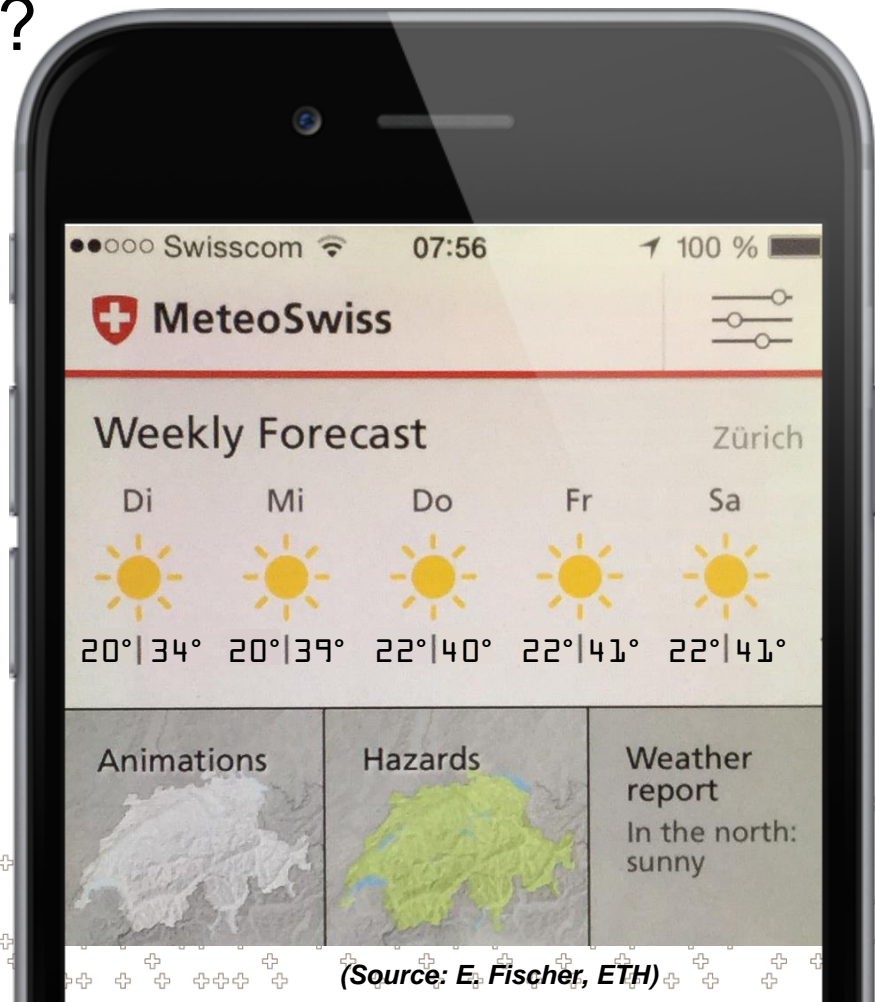 ?
Swisscom 07:56 100 %
MeteoSwiss
Weekly Forecast Zürich
Di Mi Do Fr Sa
20°|34° 20°|39° 22°|40° 22°|41° 22°|41°
Animations Hazards Weather
report
In the north:
sunny
(Source: E. Fischer, ETH)